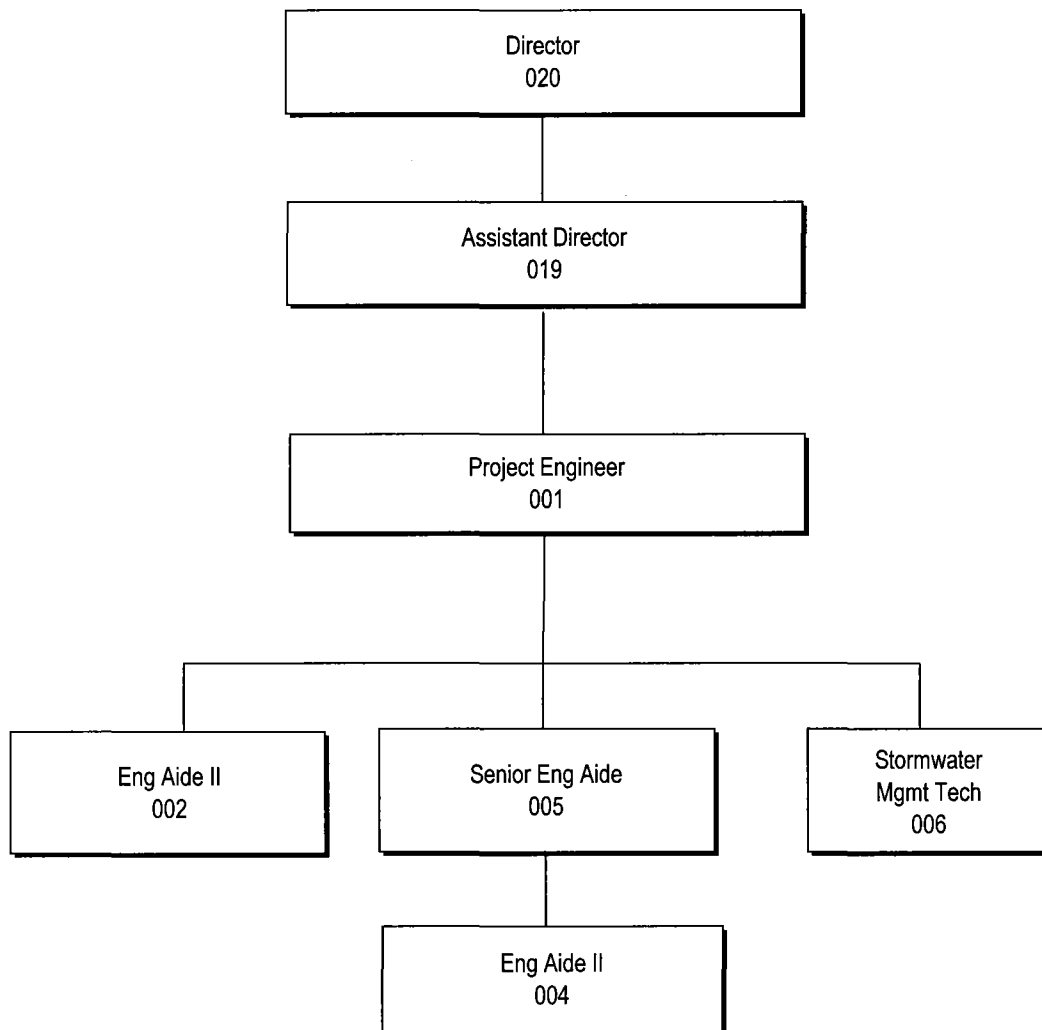 Director
020
Assistant Director
019
Project Engineer
001
Eng Aide II
002
Senior Eng Aide
005
Stormwater
Mgmt Tech
006
Eng Aide II
004